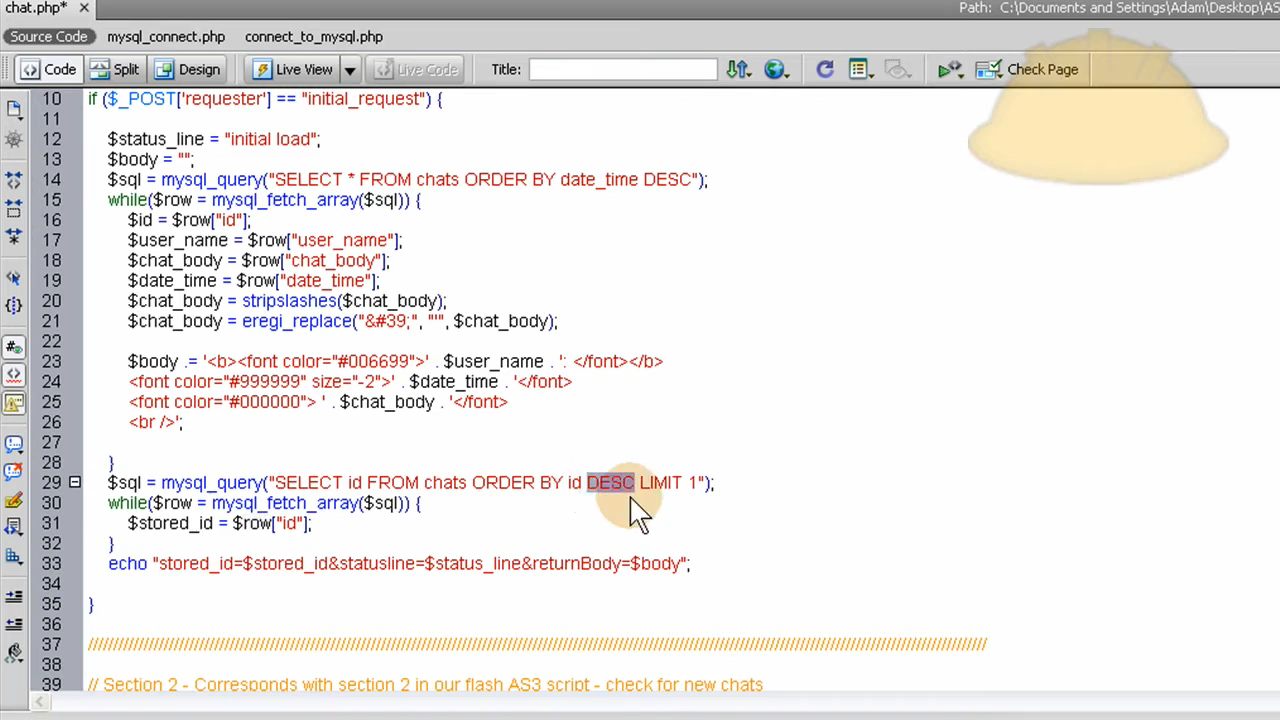 chat.php*
Path: C:\Documents and Settings\Adam\Desktop\AS
Source Code mysql_connect.php connect_to_mysql.php
Code Split Design Live View Live Code Title: Check Page
10 if ($_POST['requester'] == "initial_request") {
11
12 $status_line = "initial load";
13 $body = "";
14 $sql = mysql_query("SELECT * FROM chats ORDER BY date_time DESC");
15 while($row = mysql_fetch_array($sql)) {
16 $id = $row["id"];
17 $user_name = $row["user_name"];
18 $chat_body = $row["chat_body"];
19 $date_time = $row["date_time"];
20 $chat_body = stripslashes($chat_body);
21 $chat_body = eregi_replace("&#39;", "'", $chat_body);
22
23 $body .= '<b><font color="#006699">' . $user_name . ': </font></b>
24 <font color="#999999" size="-2">' . $date_time . '</font>
25 <font color="#000000"> ' . $chat_body . '</font>
26 <br />';
27
28 }
29 $sql = mysql_query("SELECT id FROM chats ORDER BY id DESC LIMIT 1");
30 while($row = mysql_fetch_array($sql)) {
31 $stored_id = $row["id"];
32 }
33 echo "stored_id=$stored_id&statusline=$status_line&returnBody=$body";
34
35 }
36
37 //////////////////////////////////////////////////////////////////////////////////////////////////////////////////////////////////////////////////////
38
39 // Section 2 - Corresponds with section 2 in our flash AS3 script - check for new chats